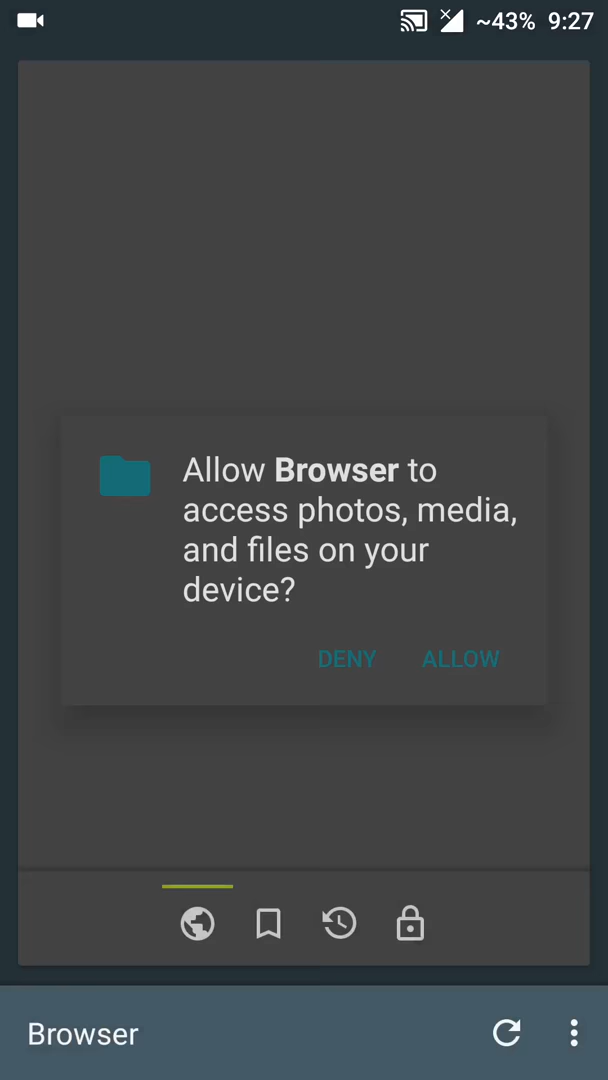 ~43% 9:27
Allow Browser to
access photos, media,
and files on your
device?
DENY ALLOW
Browser